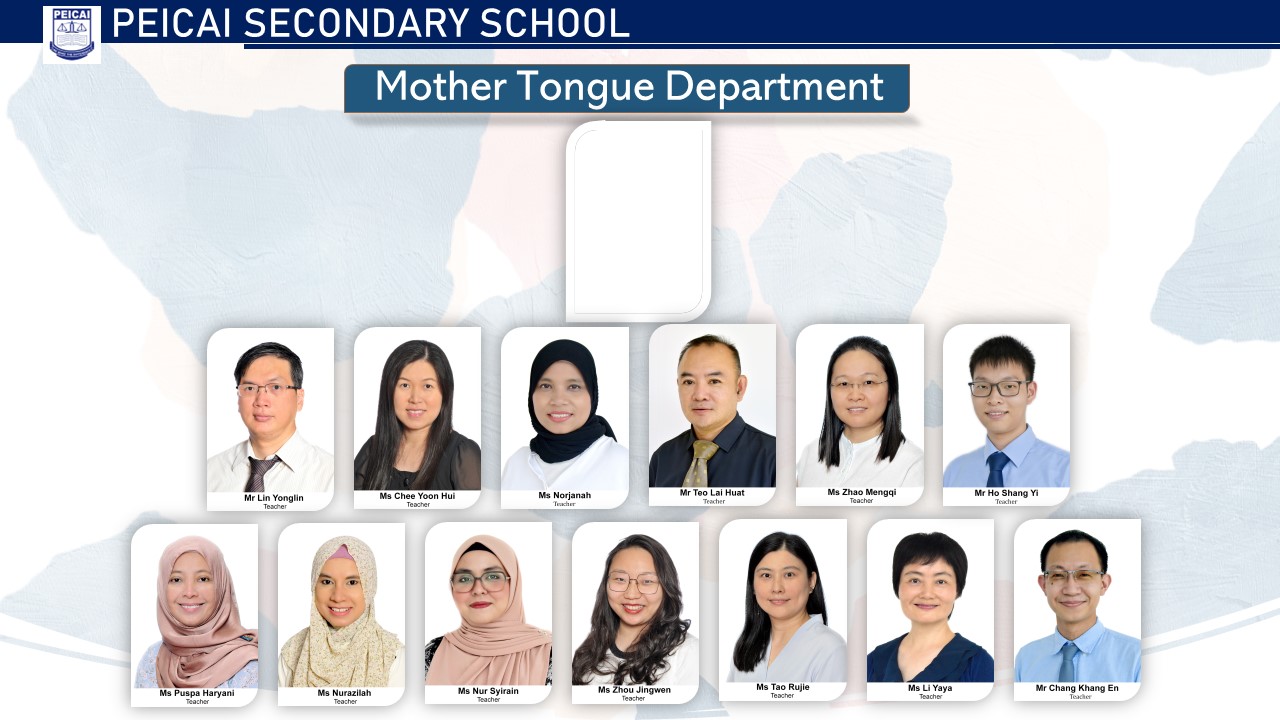 PEICAI
PEICAI SECONDARY SCHOOL
Mother Tongue Department
Mr Lin Yonglin
Teacher
Ms Chee Yoon Hui
Teacher
Ms Norjanah
Teacher
Mr Teo Lai Huat
Teacher
Ms Zhao Mengqi
Teacher
Mr Ho Shang Yi
Teacher
Ms Puspa Haryani
Teacher
Ms Nurazilah
Teacher
Ms Nur Syirain
Teacher
Ms Zhou Jingwen
Teacher
Ms Tao Rujie
Teacher
Ms Li Yaya
Teacher
Mr Chang Khang En
Teacher